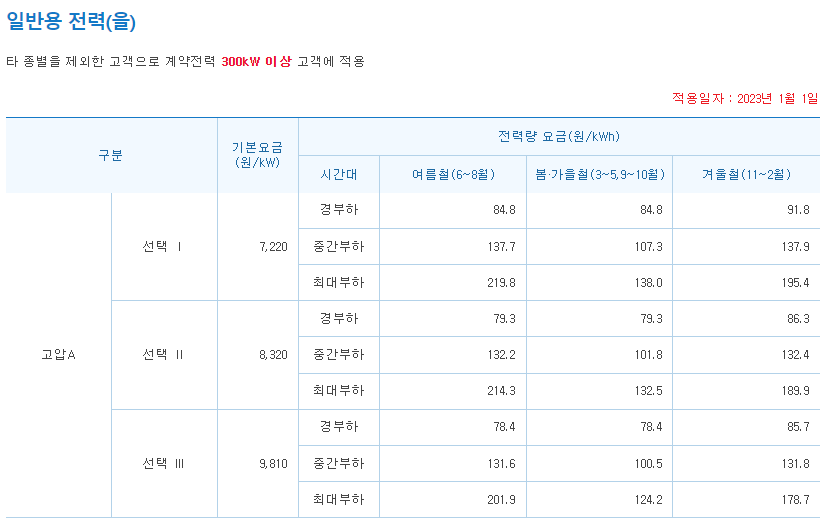 일반용 전력(을)
타 종별을 제외한 고객으로 계약전력 300kW 이상 고객에 적용
적용일자 : 2023년 1월 1일
구분 기본요금 (원/kW) 전력량 요금(원/kWh)
시간대 여름철(6~8월) 봄·가을철(3~5,9~10월) 겨울철(11~2월)
고압A 선택 Ⅰ 7,220 경부하 84.8 84.8 91.8
중간부하 137.7 107.3 137.9
최대부하 219.8 138.0 195.4
선택 Ⅱ 8,320 경부하 79.3 79.3 86.3
중간부하 132.2 101.8 132.4
최대부하 214.3 132.5 189.9
선택 Ⅲ 9,810 경부하 78.4 78.4 85.7
중간부하 131.6 100.5 131.8
최대부하 201.9 124.2 178.7